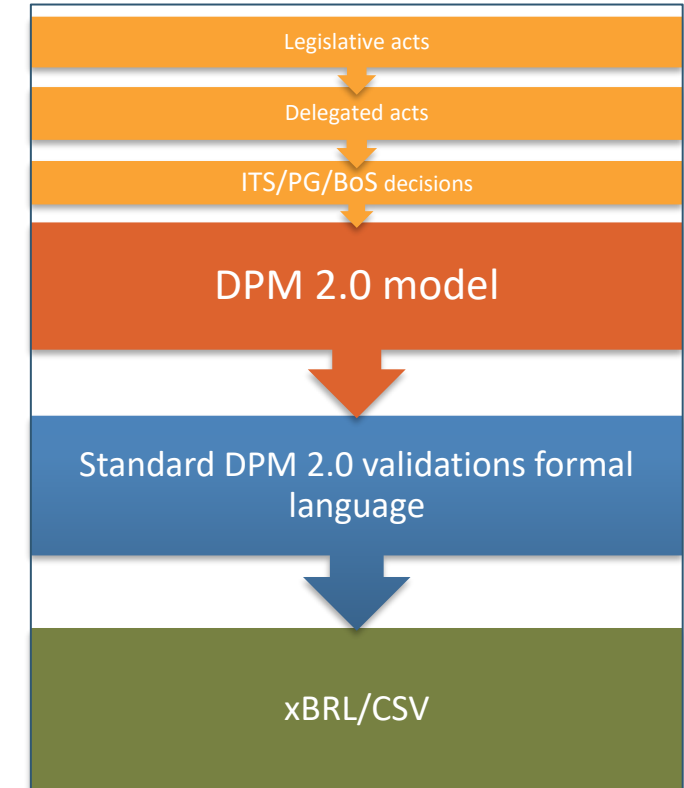 Legislative acts
Delegated acts
ITS/PG/BoS decisions
DPM 2.0 model
Standard DPM 2.0 validations formal
language
xBRL/CSV